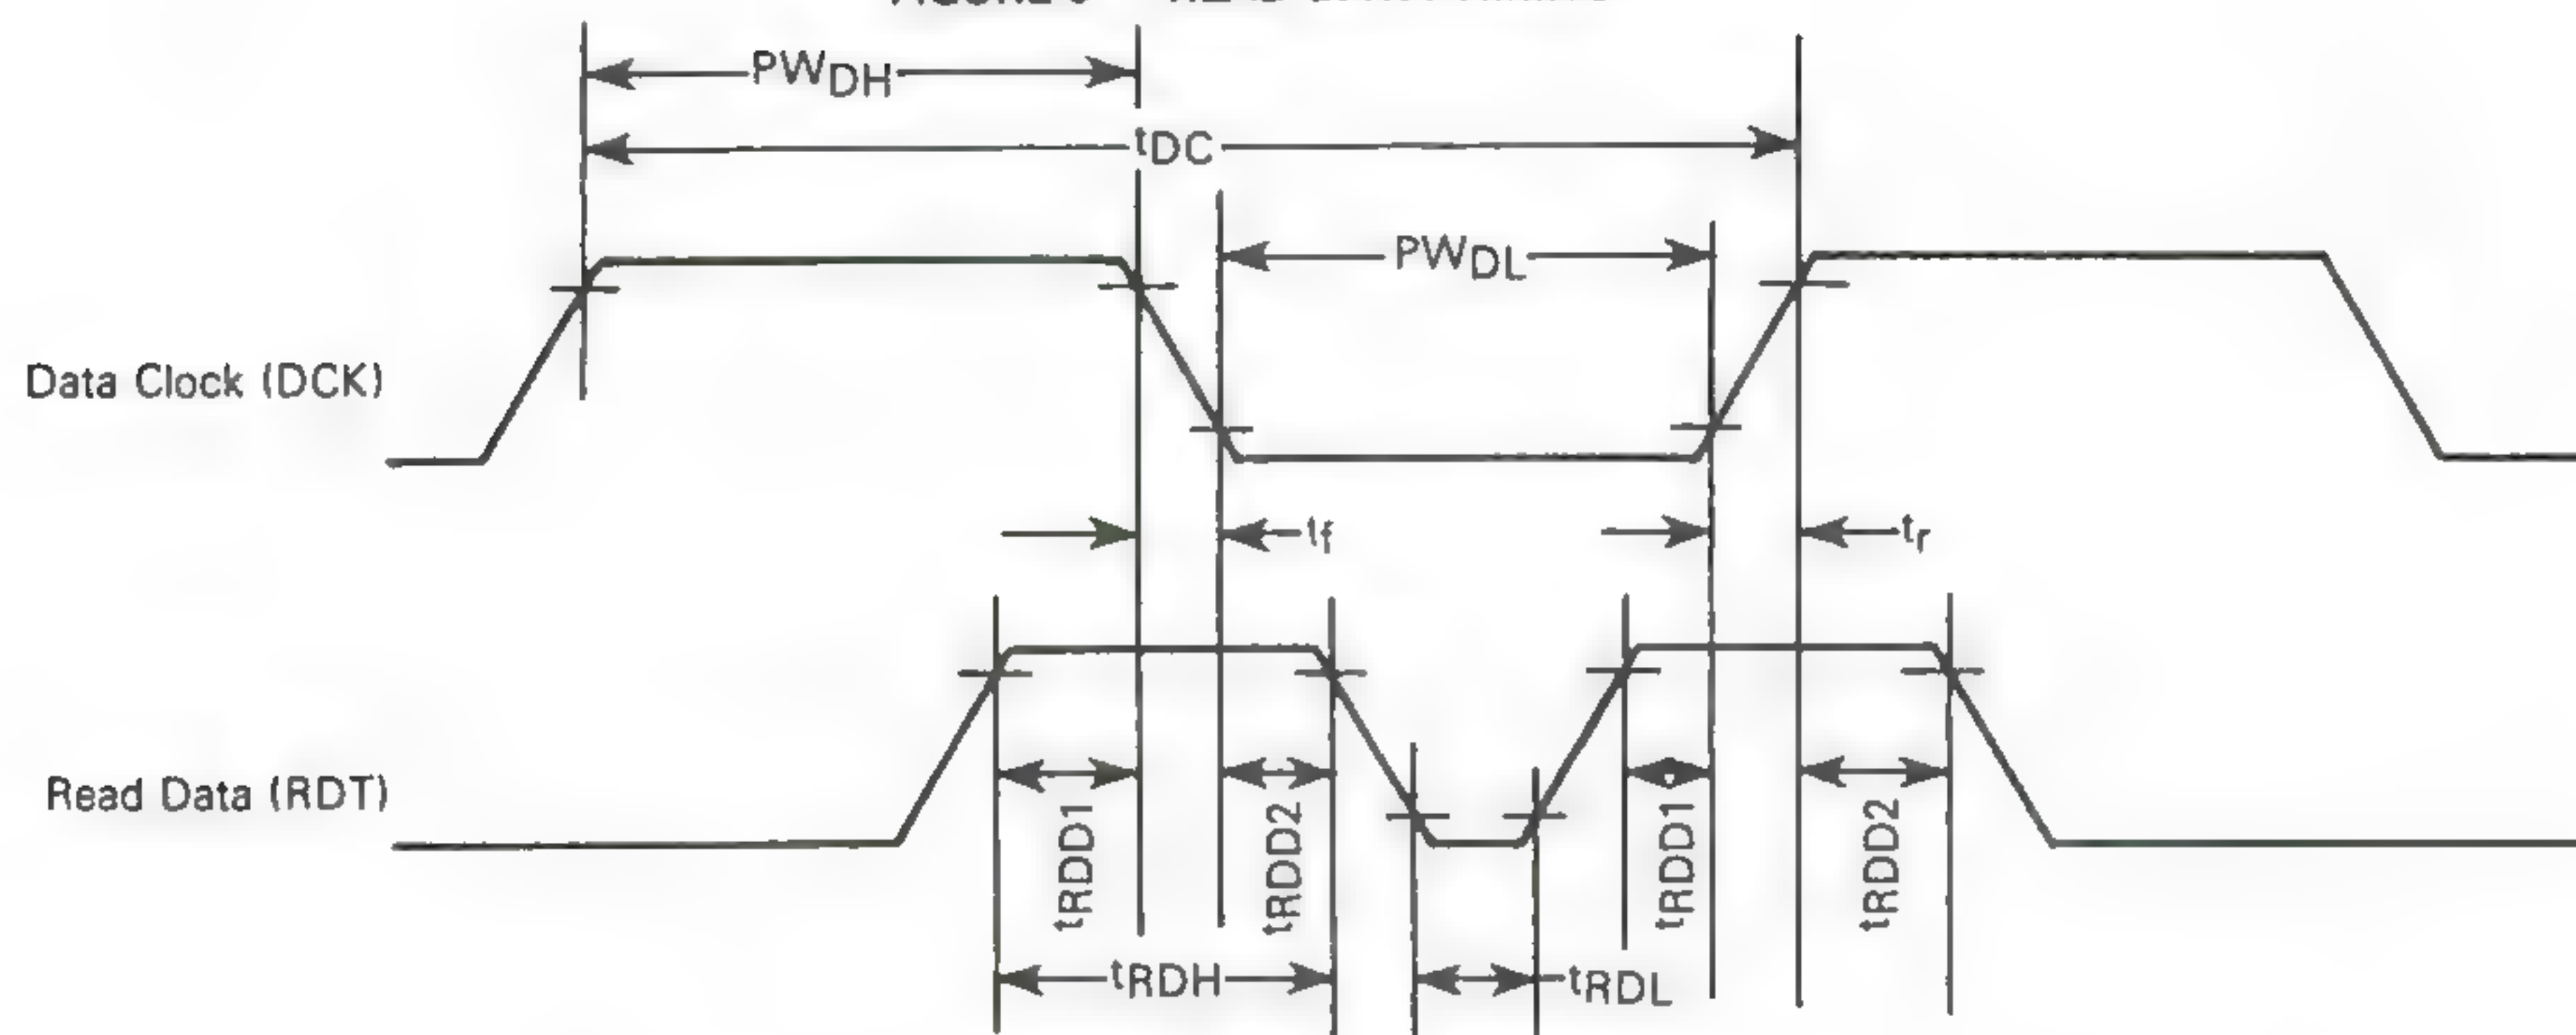 PWDH
tDC
PWDL
Data Clock (DCK)
tf
tr
Read Data (RDT)
tRDD1
tRDD2
tRDD1
tRDD2
tRDH
tRDL